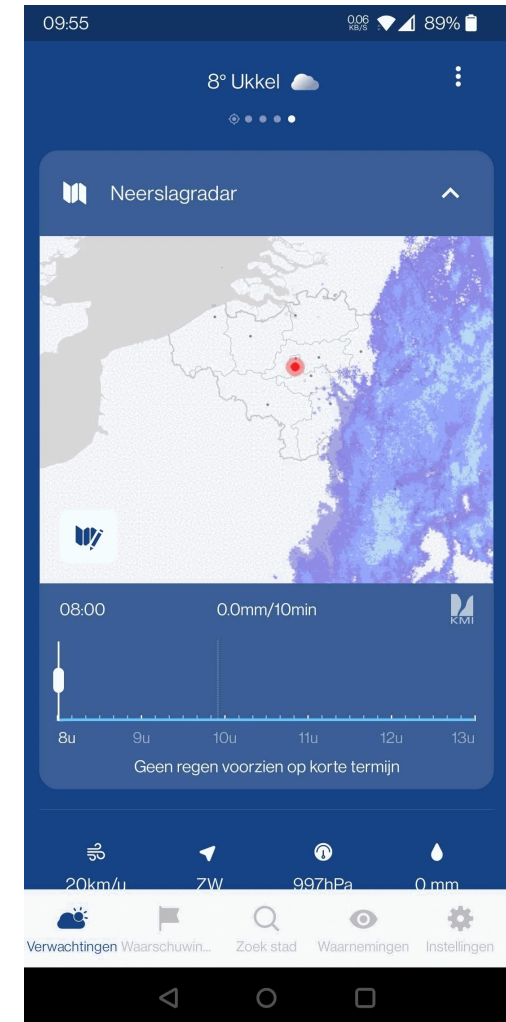 09:55
0.06
KB/S
89%
8° Ukkel
Neerslagradar
08:00
0.0mm/10min
KMI
8u 9u 10u 11u 12u 13u
Geen regen voorzien op korte termijn
20km/u ZW 997hPa 0 mm
Verwachtingen Waarschuwin... Zoek stad Waarnemingen Instellingen